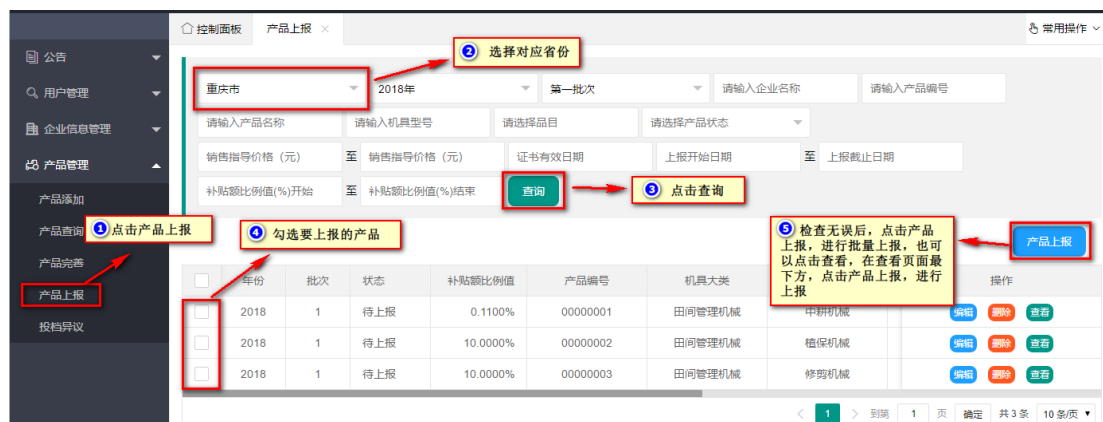 控制面板 产品上报 × 常用操作
公告
用户管理
企业信息管理
产品管理
产品添加
产品查询
产品完善
产品上报
投档异议
① 点击产品上报
② 选择对应省份
重庆市 2018年 第一批次 请输入企业名称 请输入产品编号
请输入产品名称 请输入机具型号 请选择品目 请选择产品状态
销售指导价格（元） 至 销售指导价格（元） 证书有效日期 上报开始日期 至 上报截止日期
补贴额比例值(%)开始 至 补贴额比例值(%)结束 查询
③ 点击查询
④ 勾选要上报的产品
⑤ 检查无误后，点击产品
上报，进行批量上报，也可
以点击查看，在查看页面最
下方，点击产品上报，进行
上报
产品上报
年份 批次 状态 补贴额比例值 产品编号 机具大类 操作
2018 1 待上报 0.1100% 00000001 田间管理机械 中耕机械 编辑 删除 查看
2018 1 待上报 10.0000% 00000002 田间管理机械 植保机械 编辑 删除 查看
2018 1 待上报 10.0000% 00000003 田间管理机械 修剪机械 编辑 删除 查看
< 1 > 到第 1 页 确定 共 3 条 10 条/页